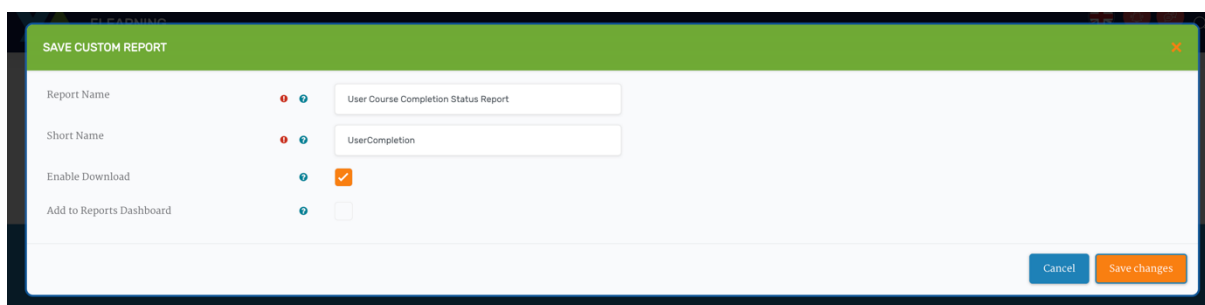 ELEARNING
SAVE CUSTOM REPORT
Report Name
User Course Completion Status Report
Short Name
UserCompletion
Enable Download
Add to Reports Dashboard
Cancel Save changes